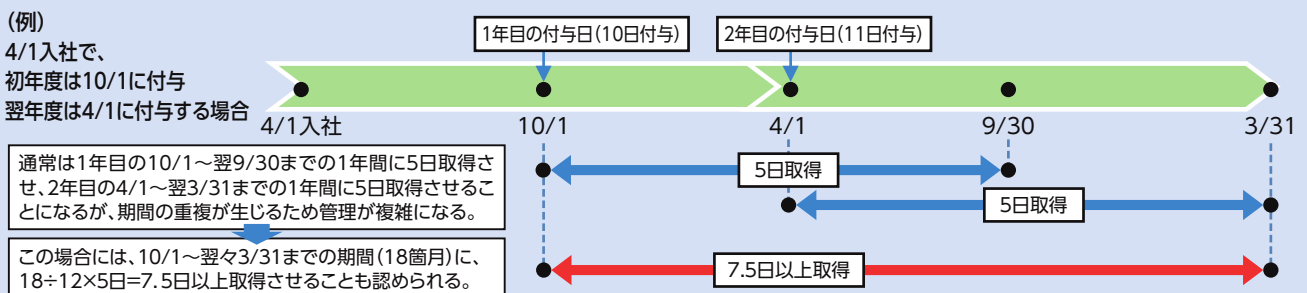 (例)
4/1入社で、
初年度は10/1に付与
翌年度は4/1に付与する場合
1年目の付与日(10日付与)
2年目の付与日(11日付与)
4/1入社
10/1
4/1
9/30
3/31
通常は1年目の10/1～翌9/30までの1年間に5日取得さ
せ、2年目の4/1～翌3/31までの1年間に5日取得させるこ
とになるが、期間の重複が生じるため管理が複雑になる。
5日取得
5日取得
この場合には、10/1～翌々3/31までの期間(18箇月)に、
18÷12×5日=7.5日以上取得させることも認められる。
7.5日以上取得